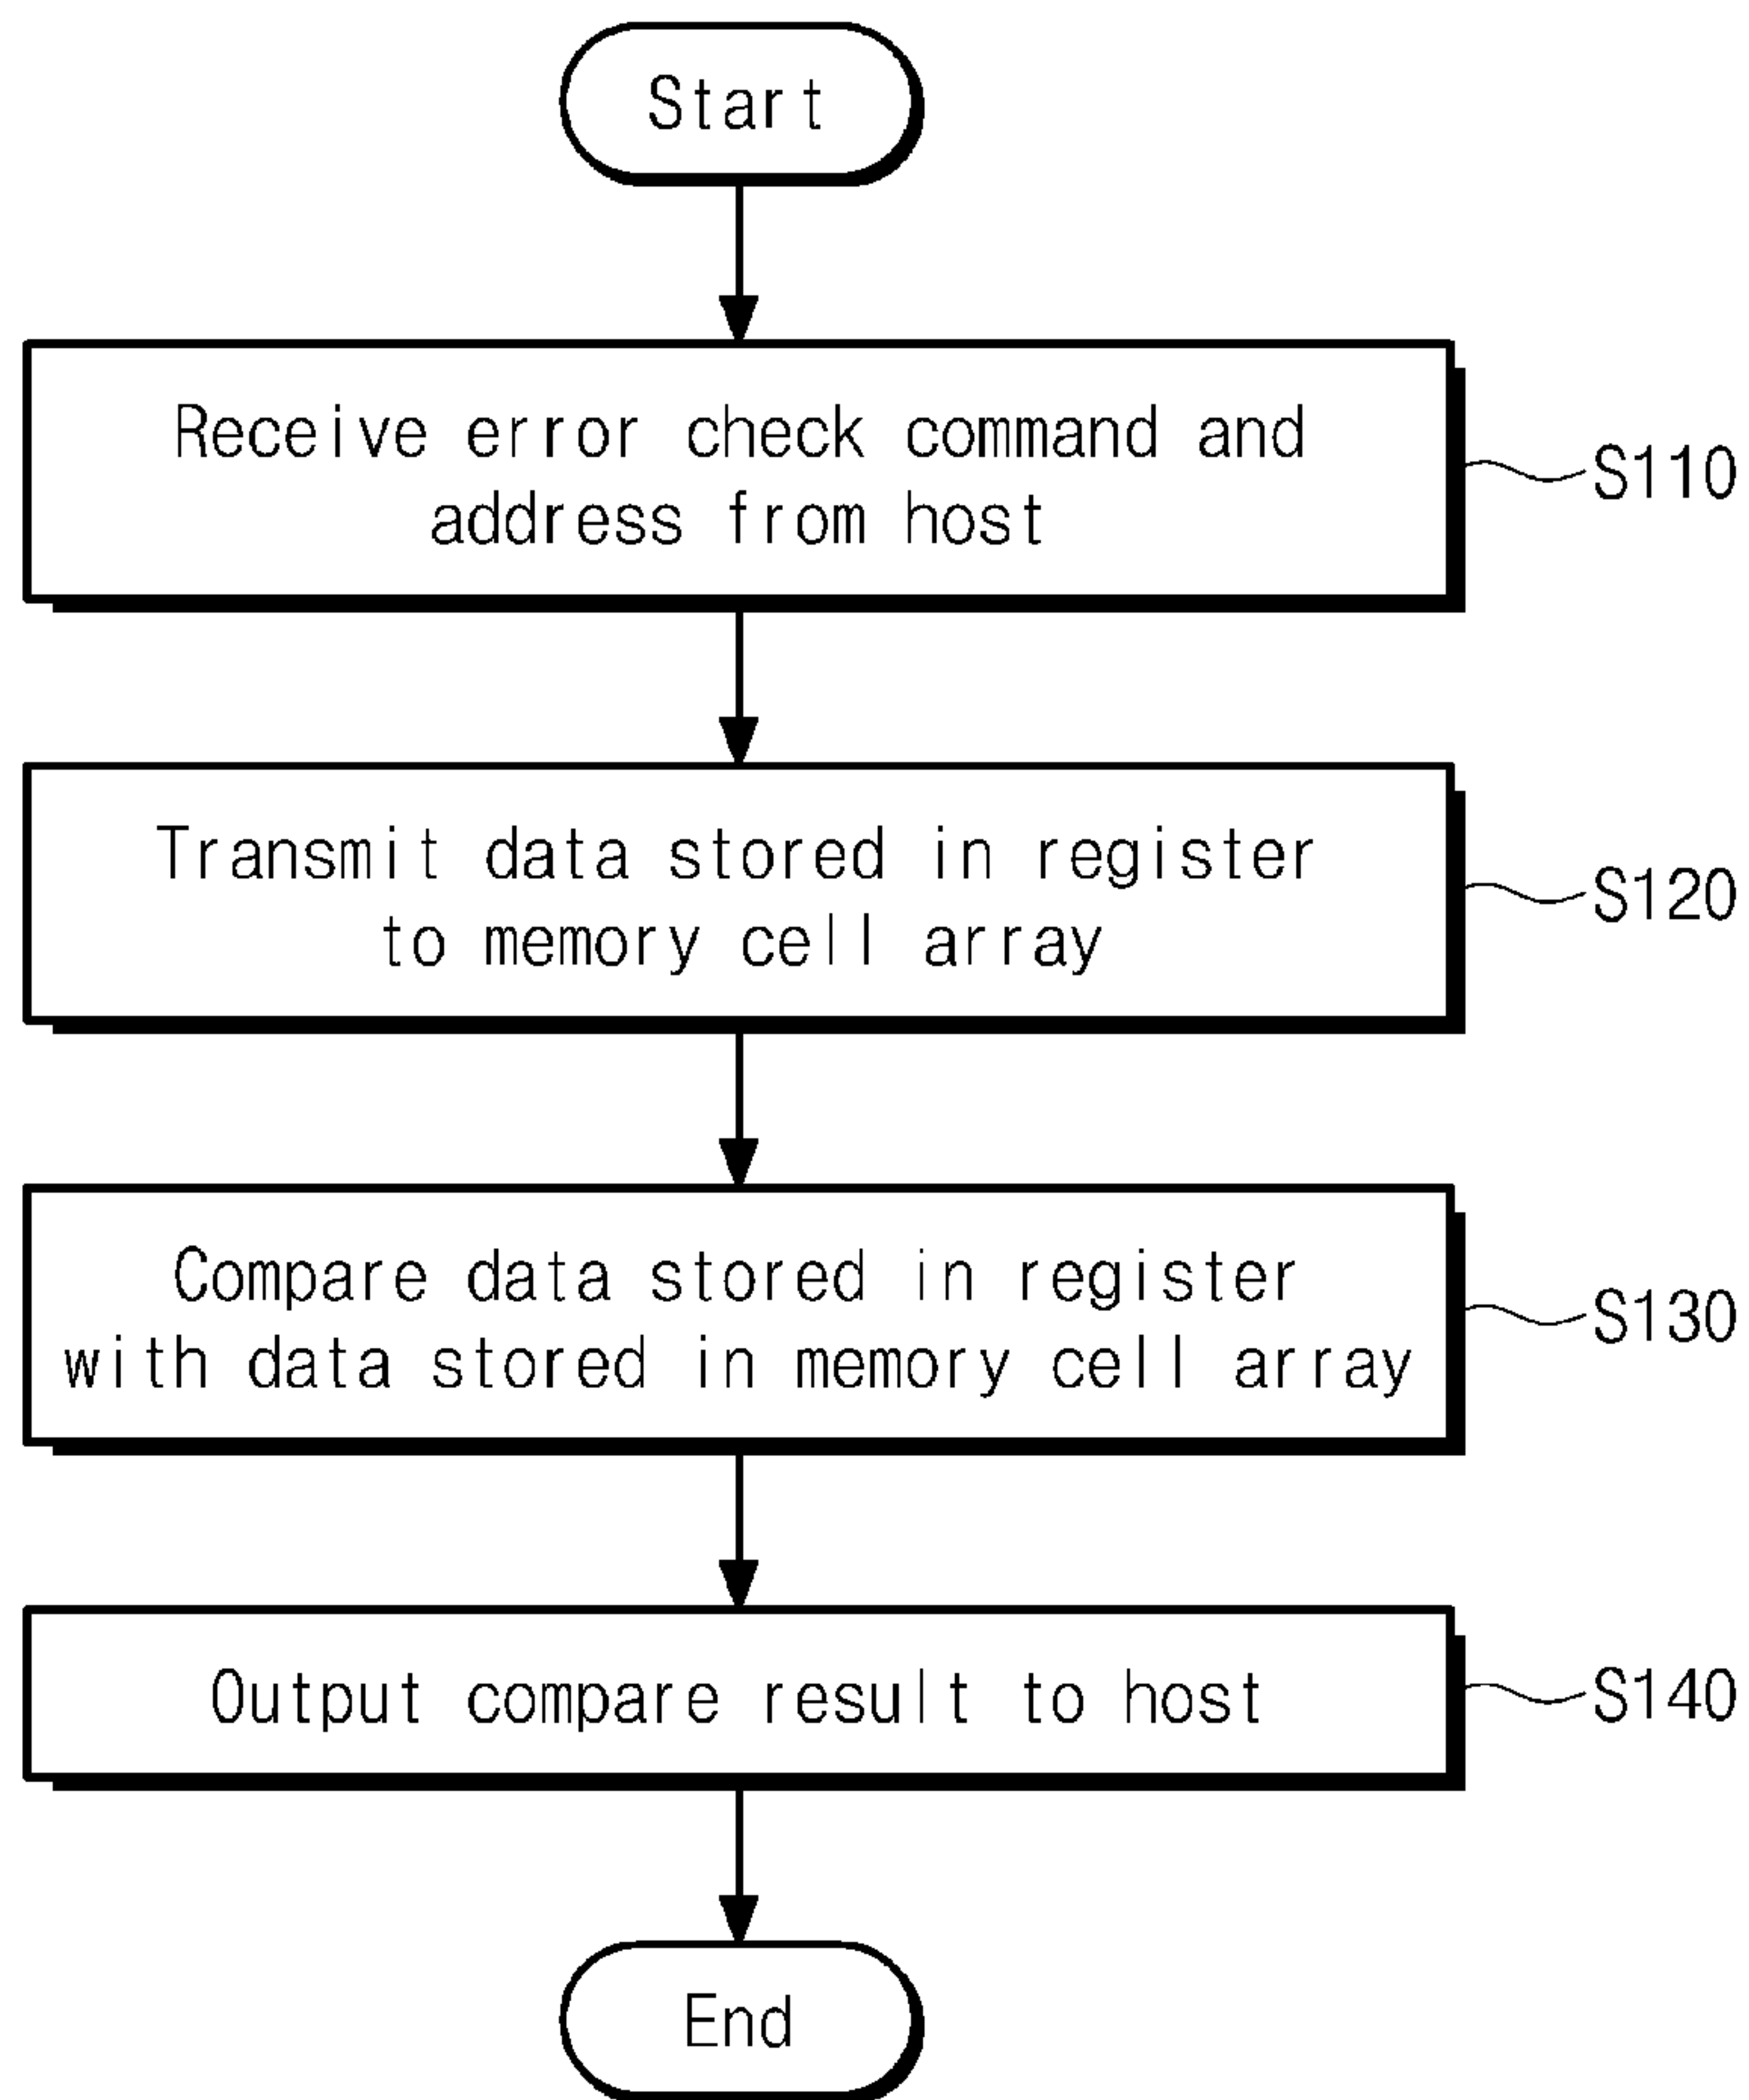 Start
Receive error check command and
address from host
S110
Transmit data stored in register
to memory cell array
S120
Compare data stored in register
with data stored in memory cell array
S130
Output compare result to host
S140
End